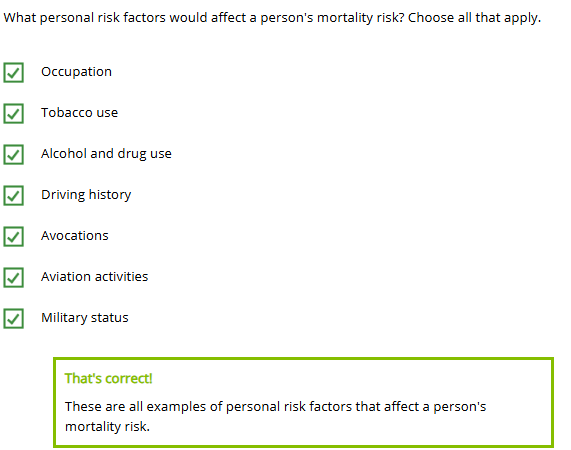 What personal risk factors would affect a person's mortality risk? Choose all that apply.
Occupation
Tobacco use
Alcohol and drug use
Driving history
Avocations
Aviation activities
Military status
That's correct!
These are all examples of personal risk factors that affect a person's
mortality risk.